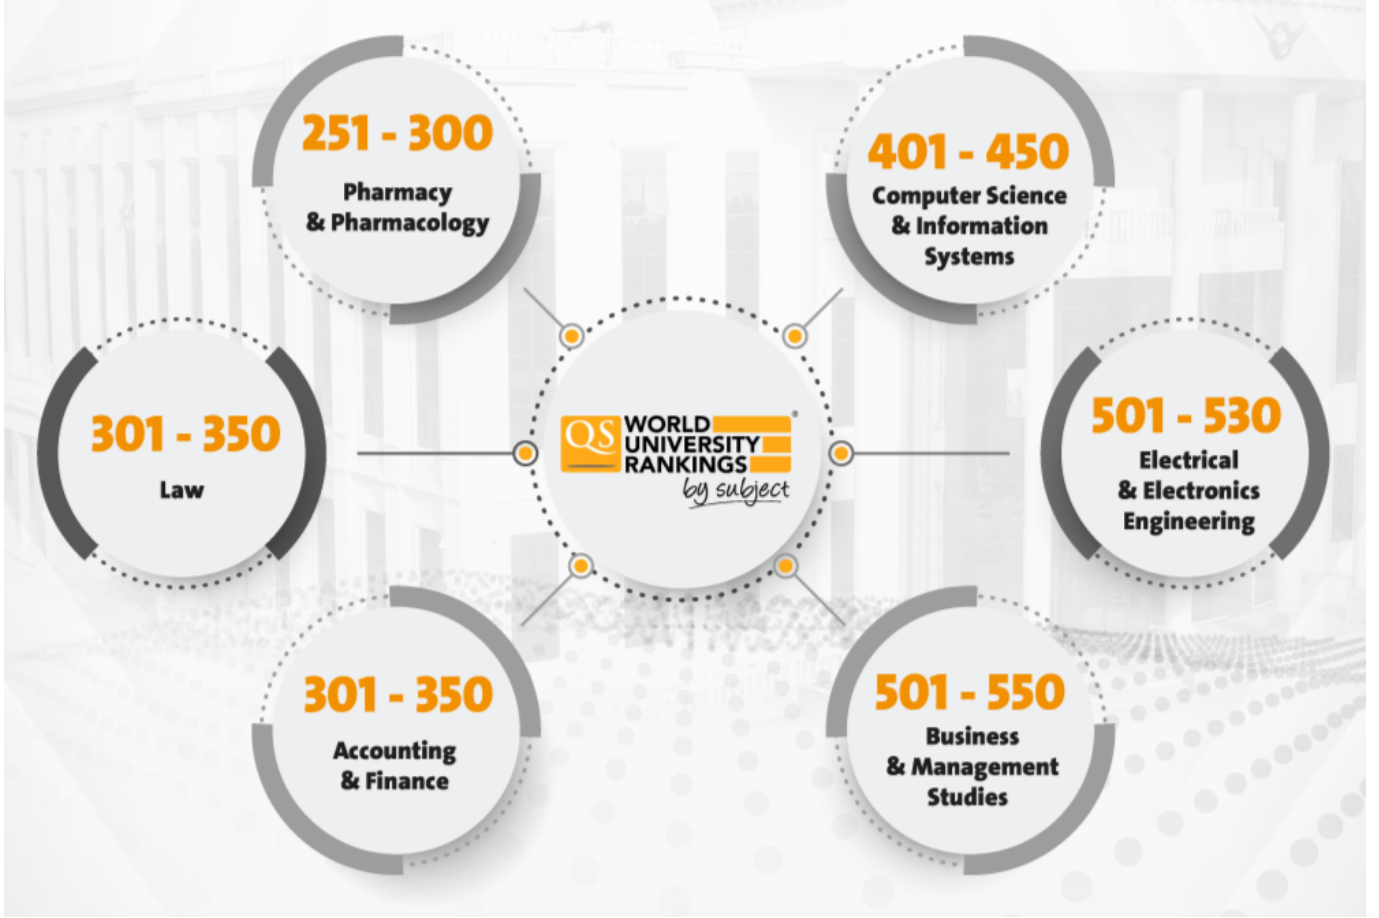 251 - 300
Pharmacy
& Pharmacology
401 - 450
Computer Science
& Information
Systems
301 - 350
Law
QS WORLD
UNIVERSITY
RANKINGS
by subject
501 - 530
Electrical
& Electronics
Engineering
301 - 350
Accounting
& Finance
501 - 550
Business
& Management
Studies